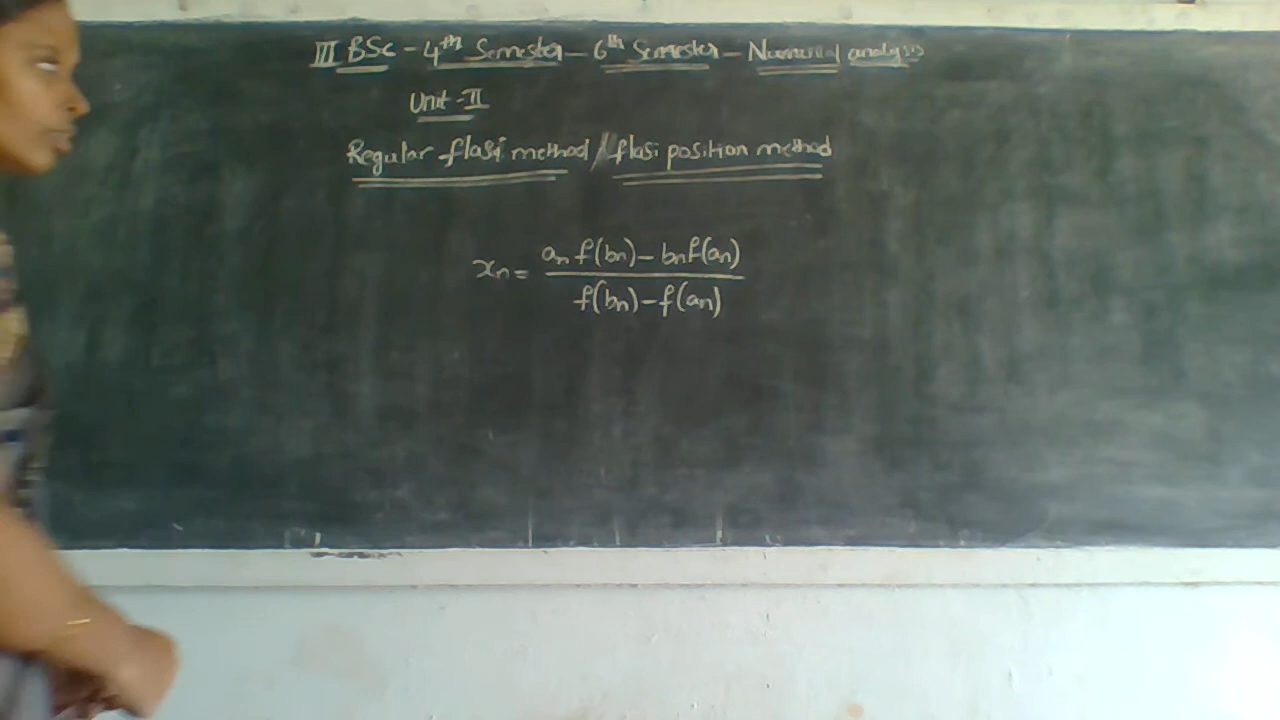 III BSc - 4th Semester - 6th Semester - Numerical analysis
Unit - II
Regular flasi method / flasi position method
xn = an f(bn) - bn f(an) / f(bn) - f(an)